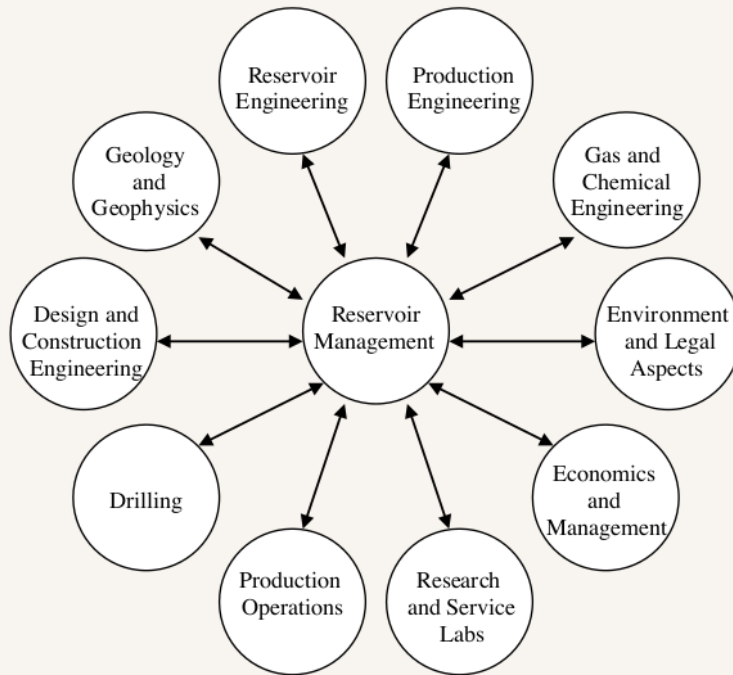 Reservoir
Engineering
Production
Engineering
Geology
and
Geophysics
Gas and
Chemical
Engineering
Design and
Construction
Engineering
Reservoir
Management
Environment
and Legal
Aspects
Drilling
Economics
and
Management
Production
Operations
Research
and Service
Labs